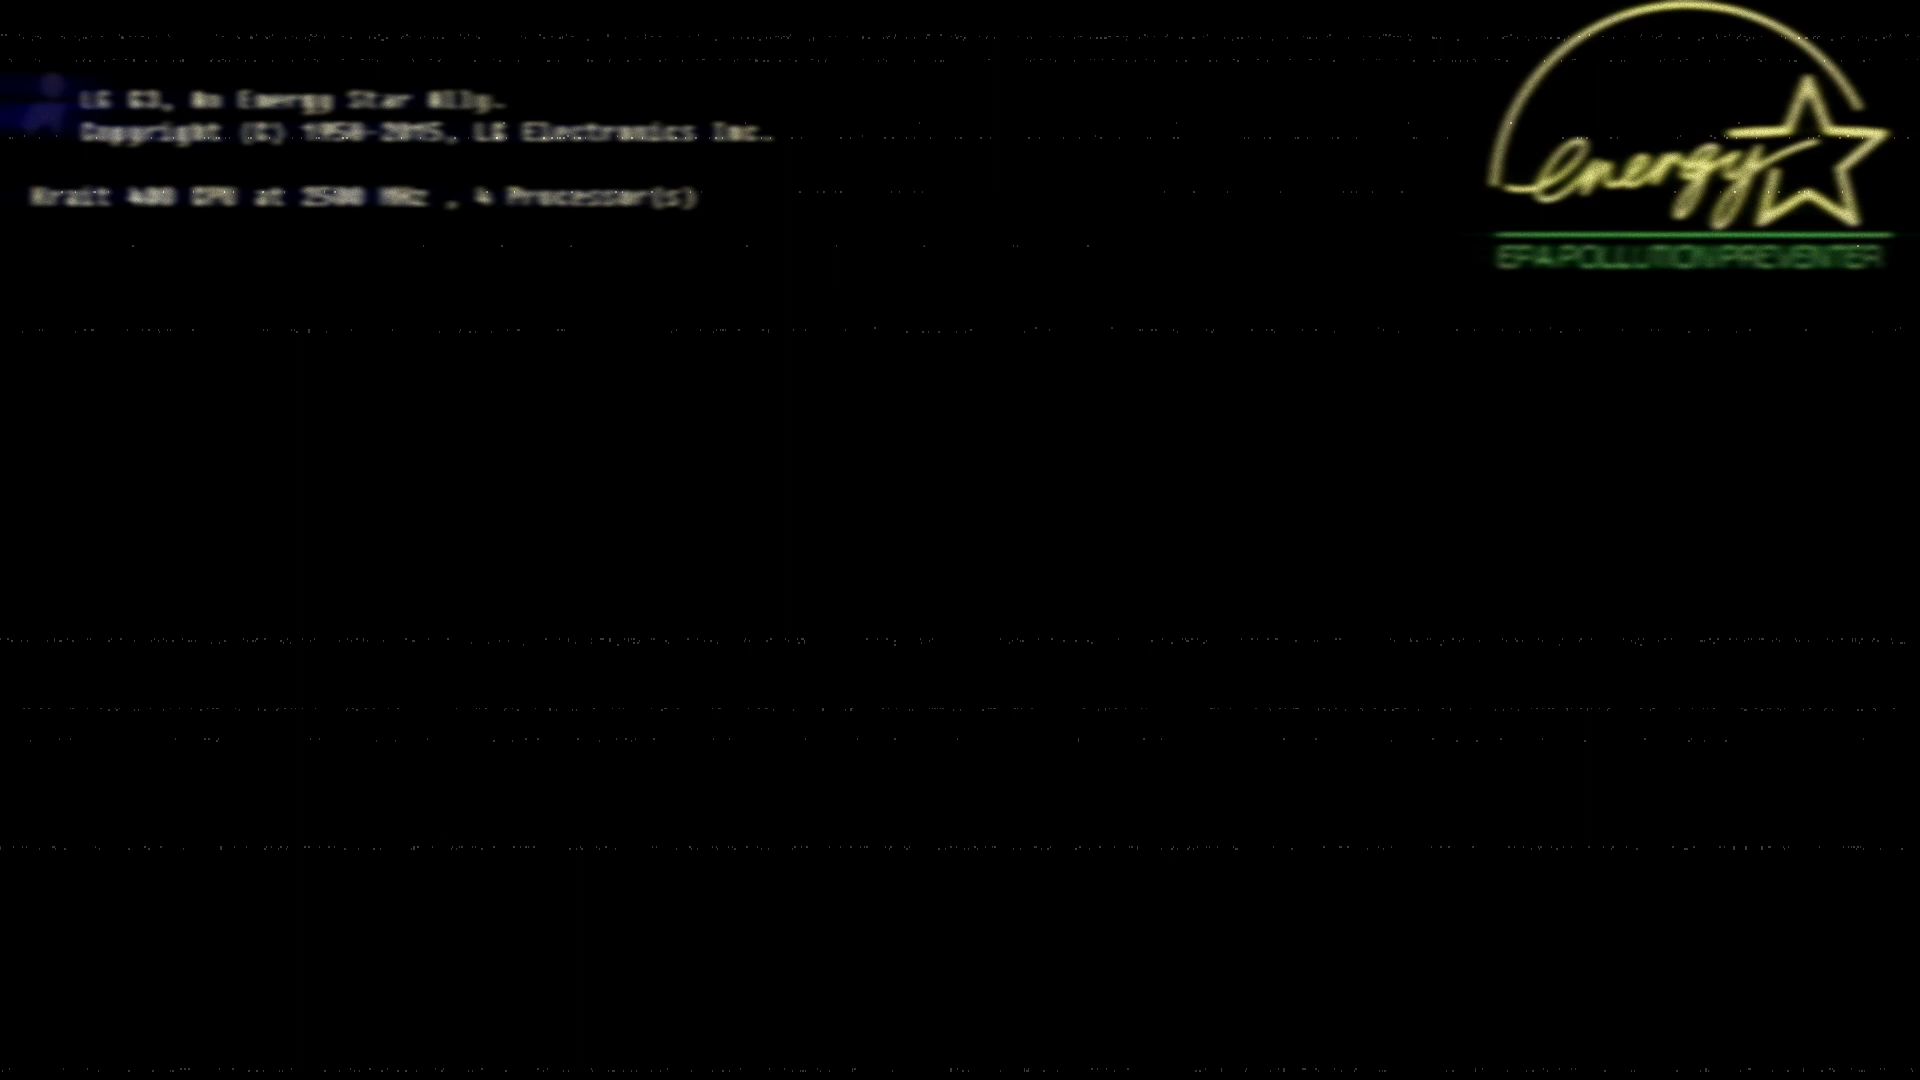 LG G3, An Energy Star Ally.
Copyright (C) 1958-2015, LG Electronics Inc.
Krait 400 CPU at 2500 MHz , 4 Processor(s)
energy
EPA POLLUTION PREVENTER